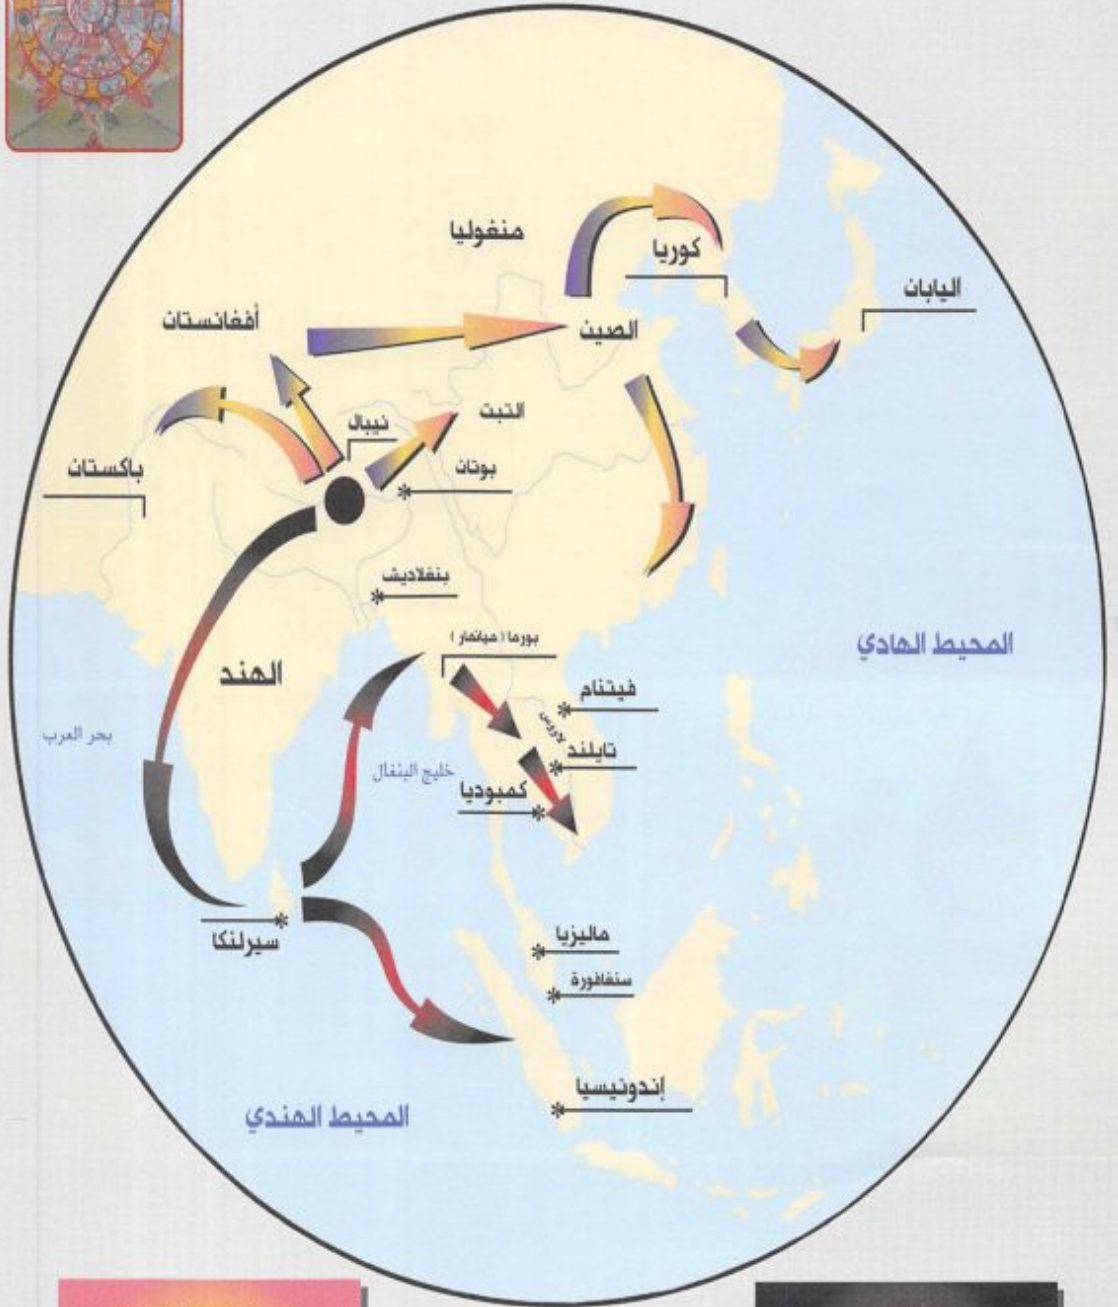 منغوليا
كوريا
اليابان
أفغانستان
الصين
التبت
نيبال
باكستان
بوتان
بنغلاديش
بورما (ميانمار)
المحيط الهادي
الهند
فيتنام
لاووس
بحر العرب
تايلند
خليج البنغال
كمبوديا
سيرلنكا
ماليزيا
سنغافورة
إندونيسيا
المحيط الهندي